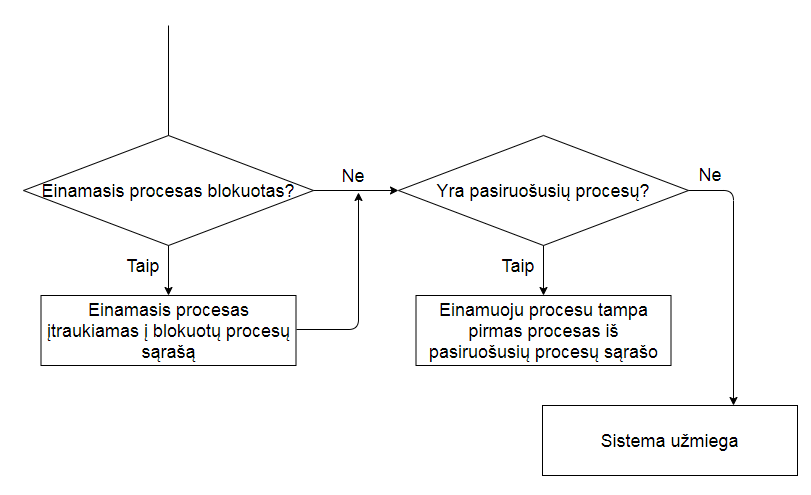 Einamasis procesas blokuotas?
Ne
Yra pasiruošusių procesų?
Ne
Taip
Taip
Einamasis procesas
įtraukiamas į blokuotų procesų
sąrašą
Einamuoju procesu tampa
pirmas procesas iš
pasiruošusių procesų sąrašo
Sistema užmiega